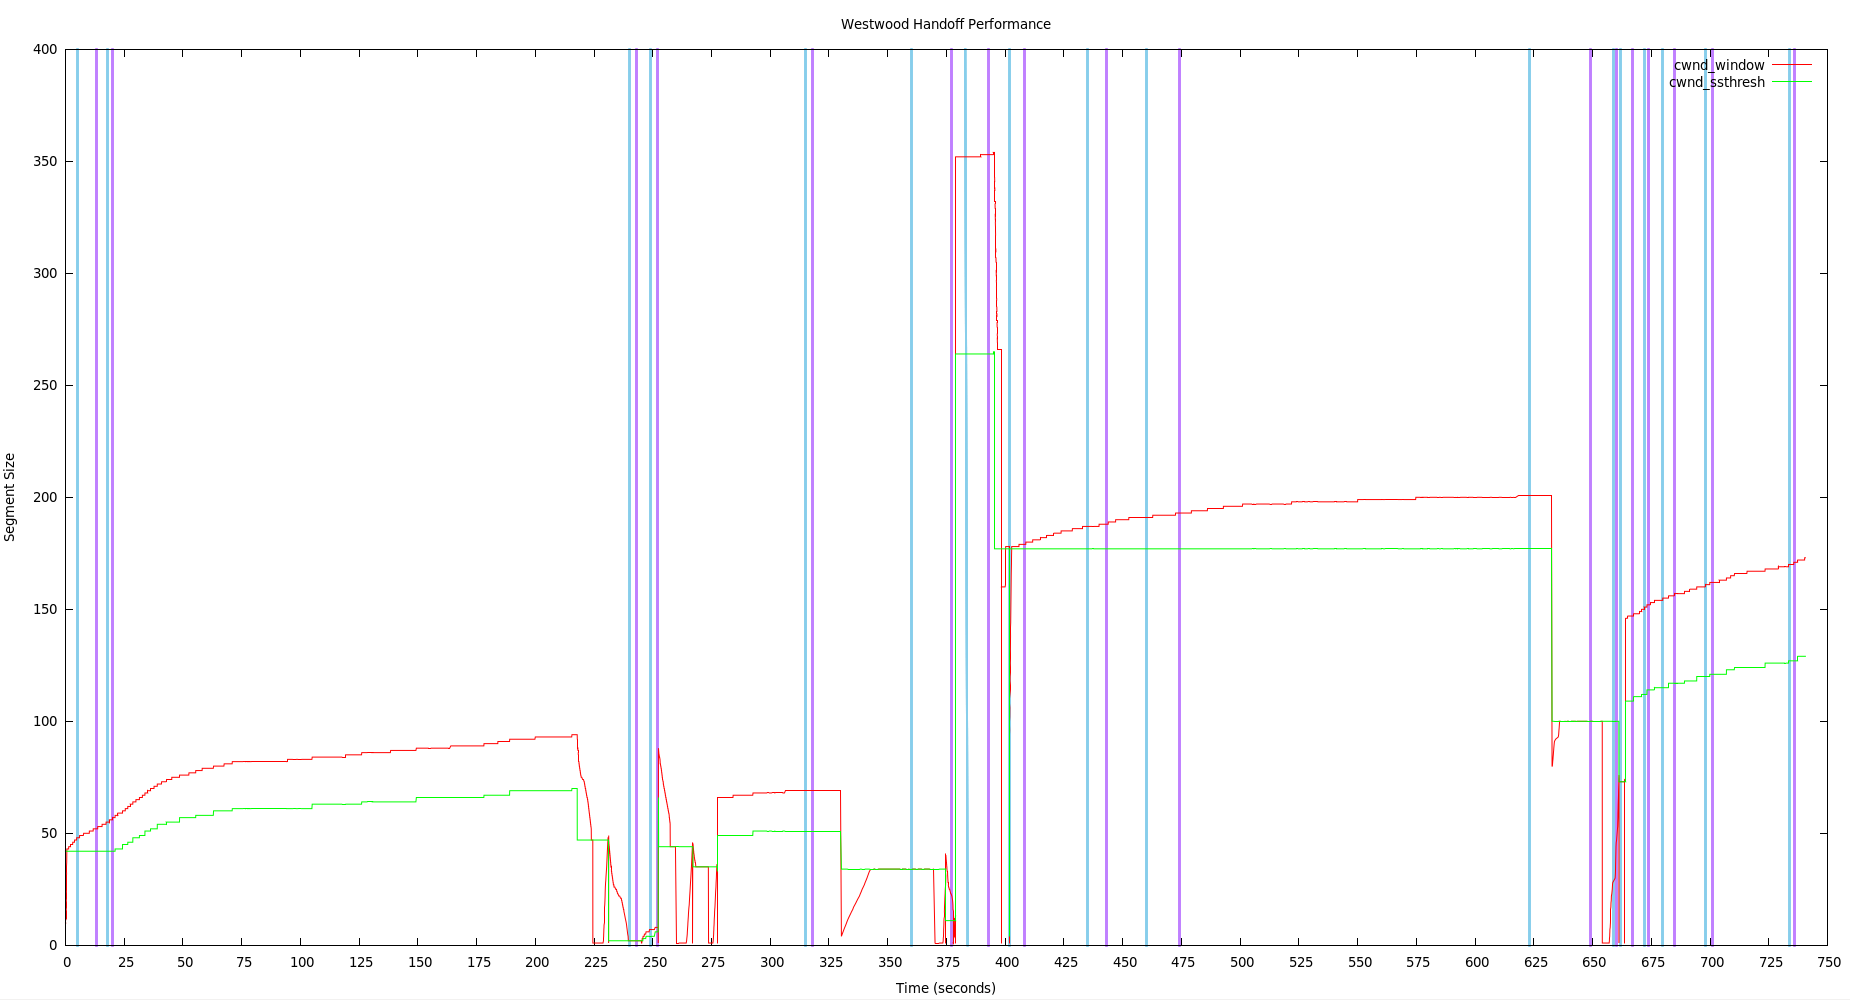 Westwood Handoff Performance
400
350
300
250
200
150
100
50
0
Segment Size
cwnd_window
cwnd_ssthresh
0 25 50 75 100 125 150 175 200 225 250 275 300 325 350 375 400 425 450 475 500 525 550 575 600 625 650 675 700 725 750
Time (seconds)